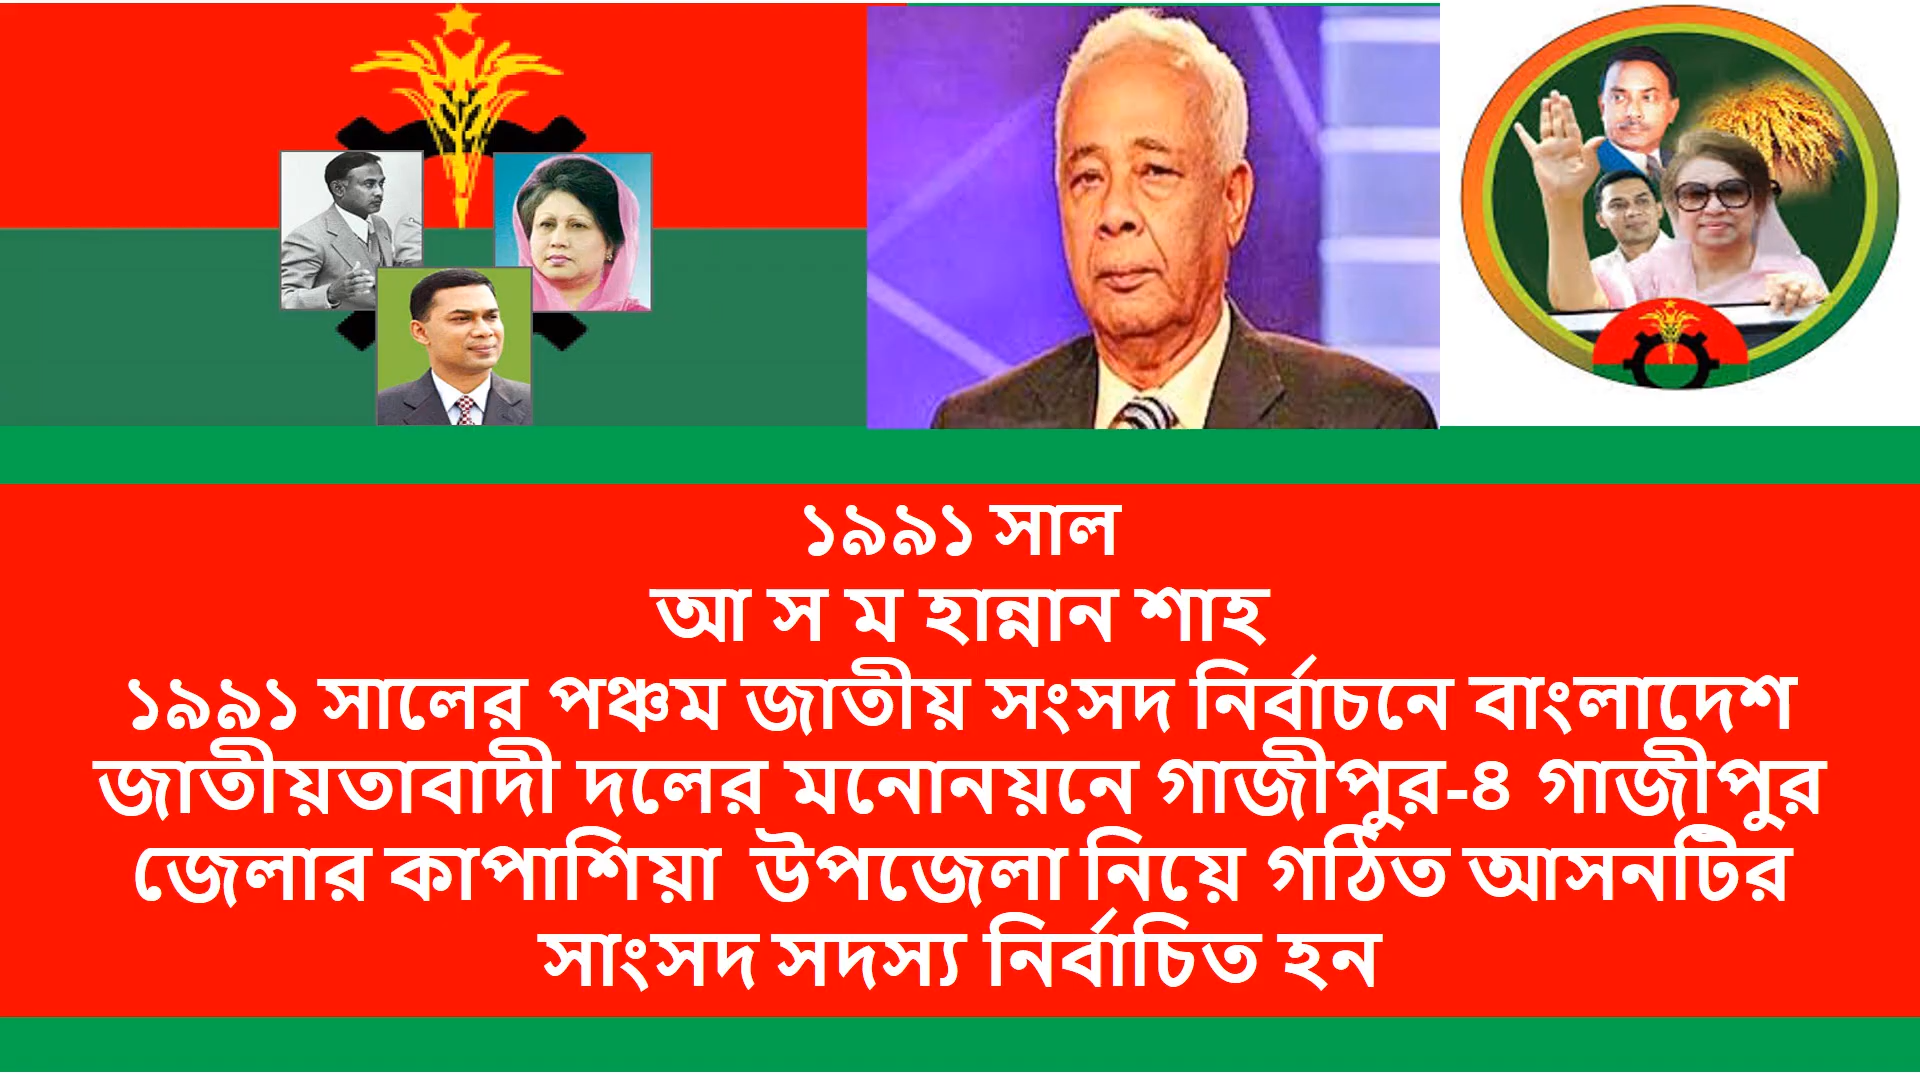 ১৯৯১ সাল
আ স ম হান্নান শাহ
১৯৯১ সালের পঞ্চম জাতীয় সংসদ নির্বাচনে বাংলাদেশ
জাতীয়তাবাদী দলের মনোনয়নে গাজীপুর-৪ গাজীপুর
জেলার কাপাশিয়া উপজেলা নিয়ে গঠিত আসনটির
সাংসদ সদস্য নির্বাচিত হন